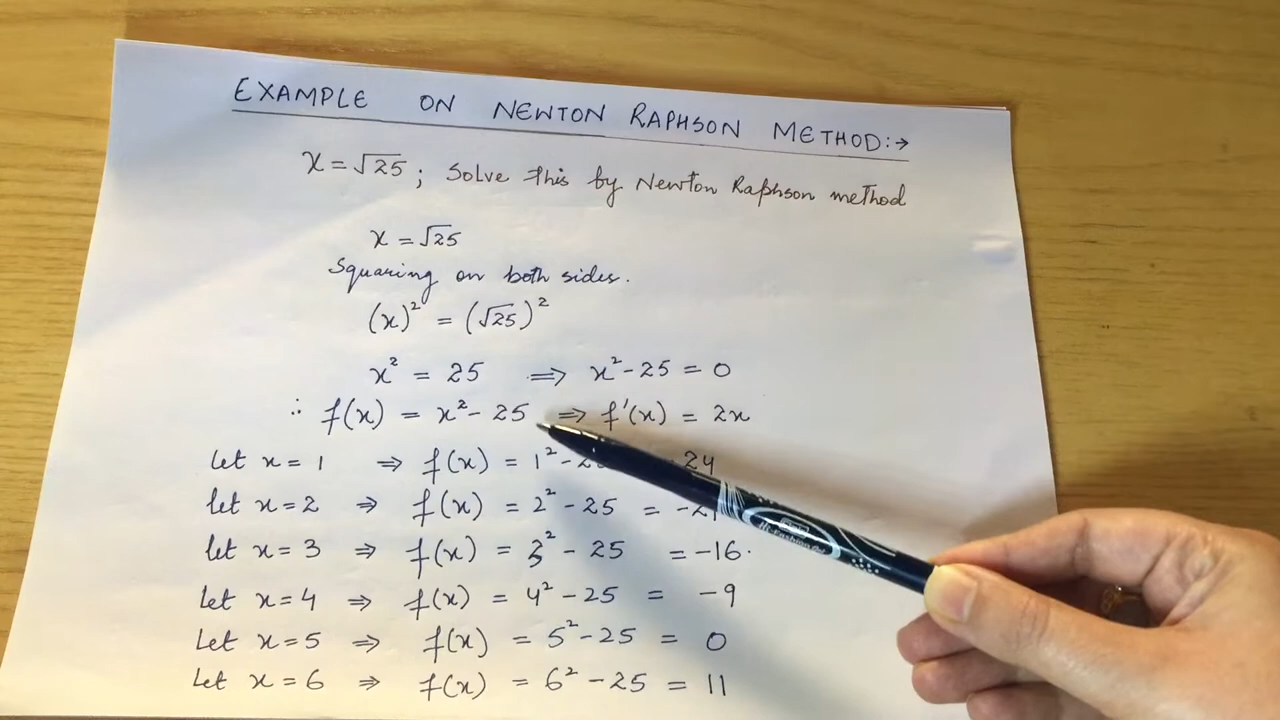 EXAMPLE ON NEWTON RAPHSON METHOD:→
x = √25 ; Solve this by Newton Raphson method
x = √25
Squaring on both sides.
(x)² = (√25)²
x² = 25 ⇒ x²-25 = 0
∴ f(x) = x²- 25 ⇒ f'(x) = 2x
let x = 1 ⇒ f(x) = 1² - 24
let x = 2 ⇒ f(x) = 2² - 25 = -21
let x = 3 ⇒ f(x) = 3² - 25 = -16.
let x = 4 ⇒ f(x) = 4² - 25 = -9
let x = 5 ⇒ f(x) = 5² - 25 = 0
let x = 6 ⇒ f(x) = 6² - 25 = 11